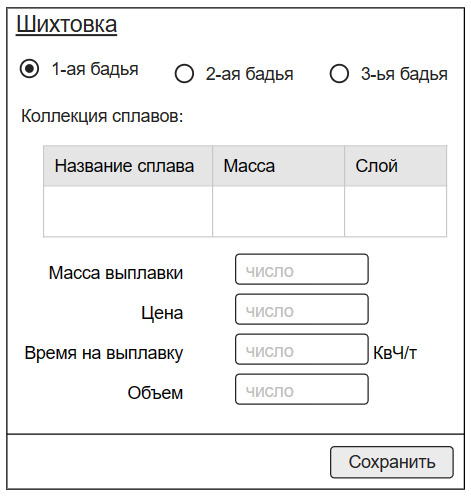 Шихтовка
1-ая бадья 2-ая бадья 3-ья бадья
Коллекция сплавов:
Название сплава Масса Слой
Масса выплавки число
Цена число
Время на выплавку число КвЧ/т
Объем число
Сохранить